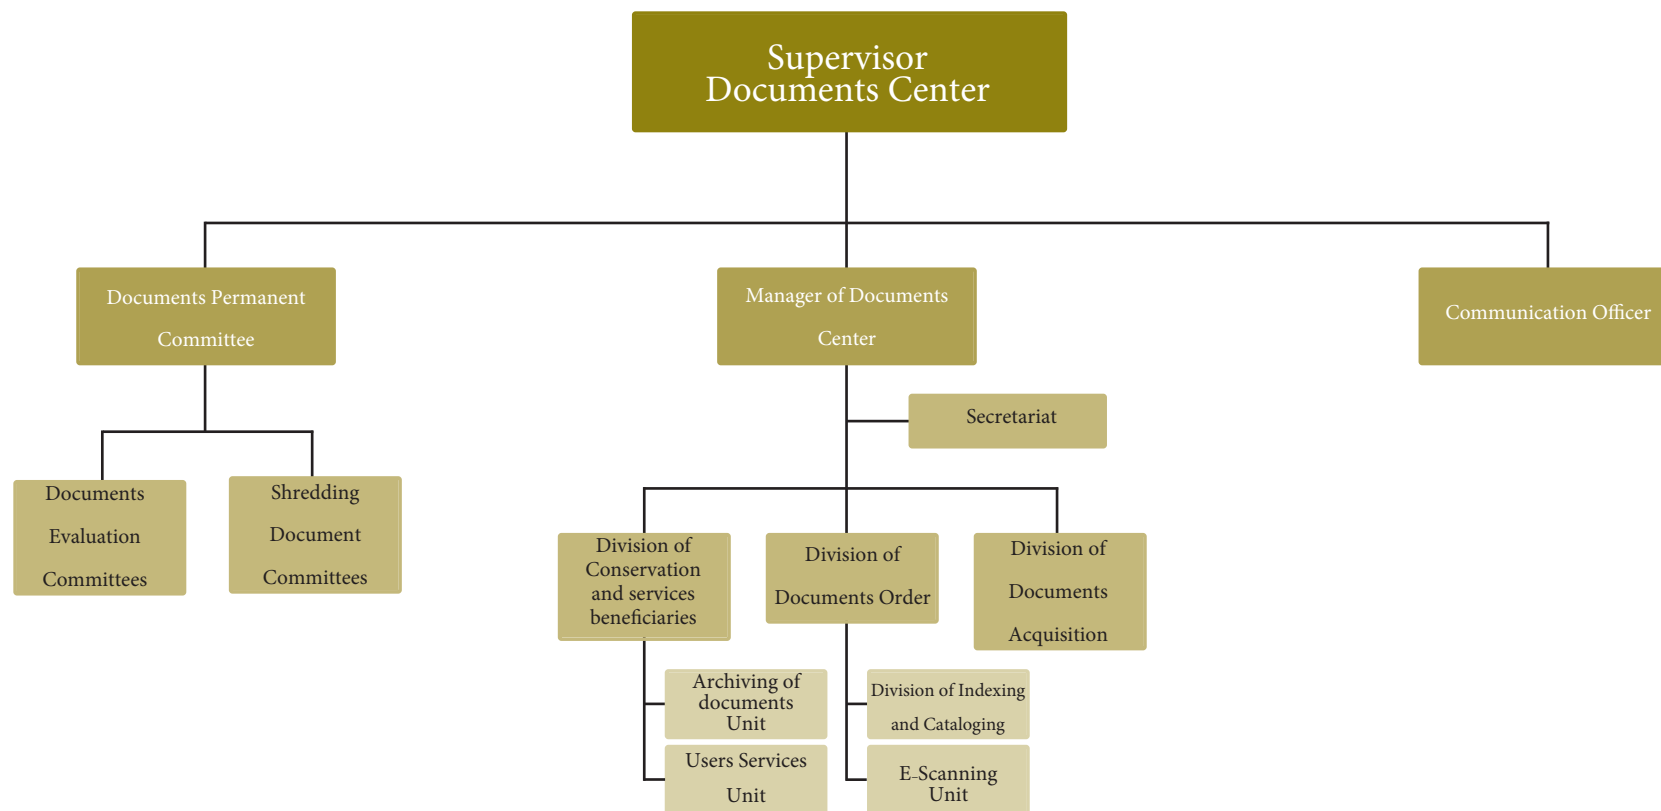 Supervisor
Documents Center
Documents Permanent
Committee
Manager of Documents
Center
Communication Officer
Secretariat
Documents
Evaluation
Committees
Shredding
Document
Committees
Division of
Conservation
and services
beneficiaries
Division of
Documents Order
Division of
Documents
Acquisition
Archiving of
documents
Unit
Users Services
Unit
Division of Indexing
and Cataloging
E-Scanning
Unit